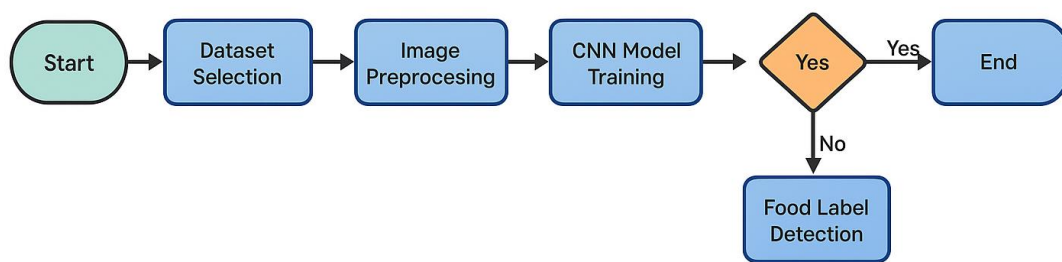 Start
Dataset
Selection
Image
Preprocesing
CNN Model
Training
Yes
Yes
End
No
Food Label
Detection